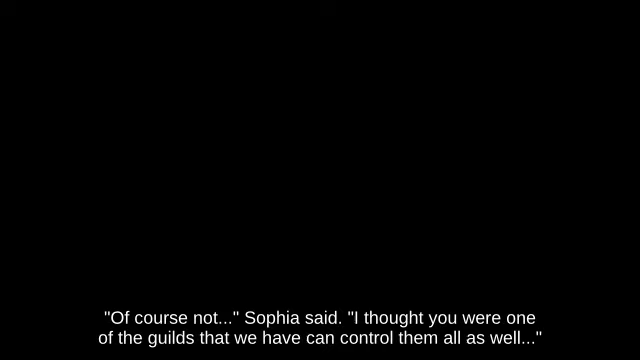 "Of course not..." Sophia said. "I thought you were one
of the guilds that we have can control them all as well..."